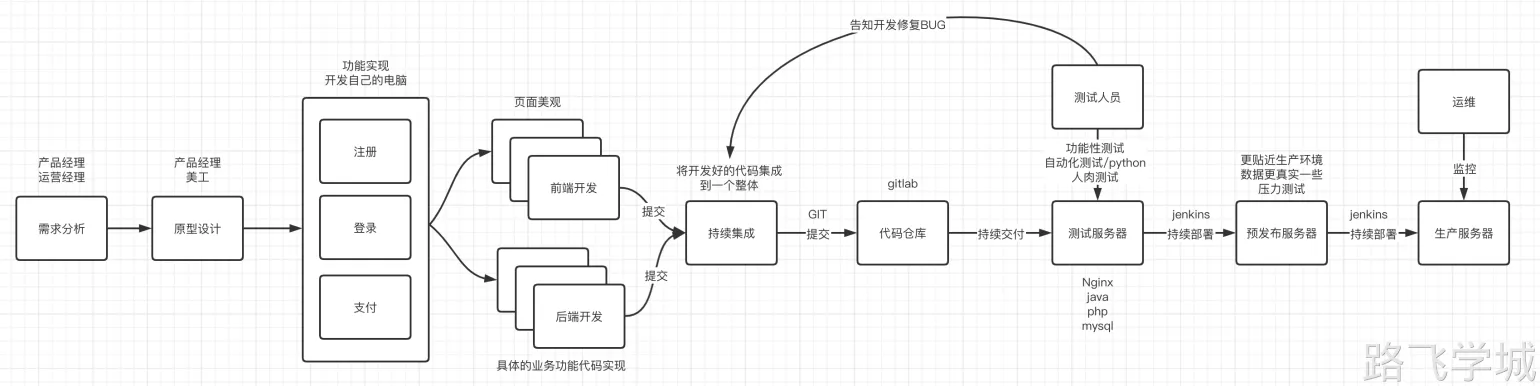 产品经理
运营经理
需求分析
产品经理
美工
原型设计
功能实现
开发自己的电脑
注册
登录
支付
页面美观
前端开发
后端开发
具体的业务功能代码实现
提交
提交
告知开发修复BUG
将开发好的代码集成
到一个整体
持续集成
GIT
提交
gitlab
代码仓库
持续交付
测试人员
功能性测试
自动化测试/python
人肉测试
测试服务器
Nginx
java
php
mysql
jenkins
持续部署
更贴近生产环境
数据更真实一些
压力测试
预发布服务器
jenkins
持续部署
运维
监控
生产服务器
路飞学城